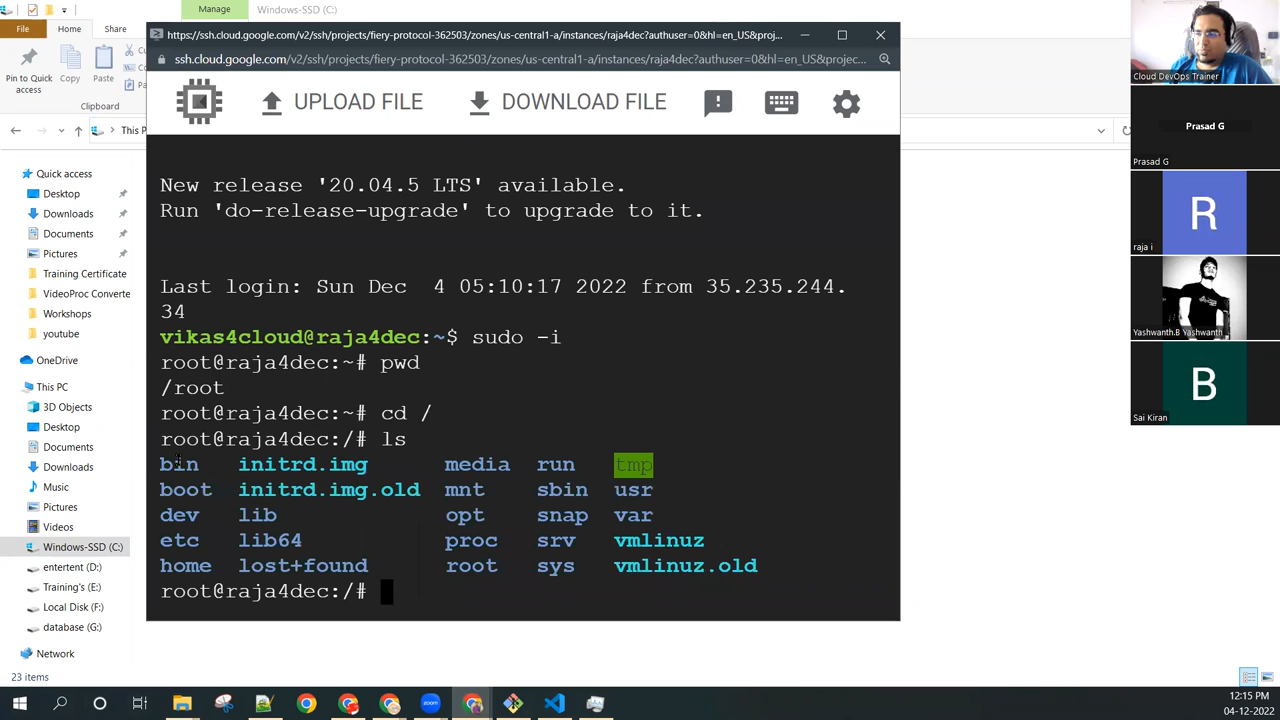 Manage
Windows-SSD (C:)
File
Home
Share
Pin to Quick access
Copy
Paste
Clipboard
This P
Quick access
Desktop
Downloads
Documents
Pictures
Training Certificate
VideoProc Converte
Workshops
youtube
OneDrive
This PC
3D Objects
Desktop
Documents
Downloads
Music
Pictures
Videos
Windows-SSD (C:)
entertent (D:)
Training's (E:)
Local Disk (F:)
database (G:)
Network
23 items
https://ssh.cloud.google.com/v2/ssh/projects/fiery-protocol-362503/zones/us-central1-a/instances/raja4dec?authuser=0&hl=en_US&proj...
ssh.cloud.google.com/v2/ssh/projects/fiery-protocol-362503/zones/us-central1-a/instances/raja4dec?authuser=0&hl=en_US&projec...
UPLOAD FILE
DOWNLOAD FILE
New release '20.04.5 LTS' available.
Run 'do-release-upgrade' to upgrade to it.
Last login: Sun Dec  4 05:10:17 2022 from 35.235.244.
34
vikas4cloud@raja4dec:~$ sudo -i
root@raja4dec:~# pwd
/root
root@raja4dec:~# cd /
root@raja4dec:/# ls
bin initrd.img media run tmp
boot initrd.img.old mnt sbin usr
dev lib opt snap var
etc lib64 proc srv vmlinuz
home lost+found root sys vmlinuz.old
root@raja4dec:/#
Cloud DevOps Trainer
Prasad G
Prasad G
R
raja i
Yashwanth.B Yashwanth
B
Sai Kiran
zoom
12:15 PM
04-12-2022